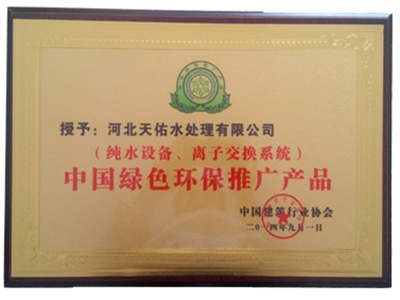 授予：河北天佑水处理有限公司
（纯水设备、离子交换系统）
中国绿色环保推广产品
中国建筑行业协会
二〇一四年九月一日